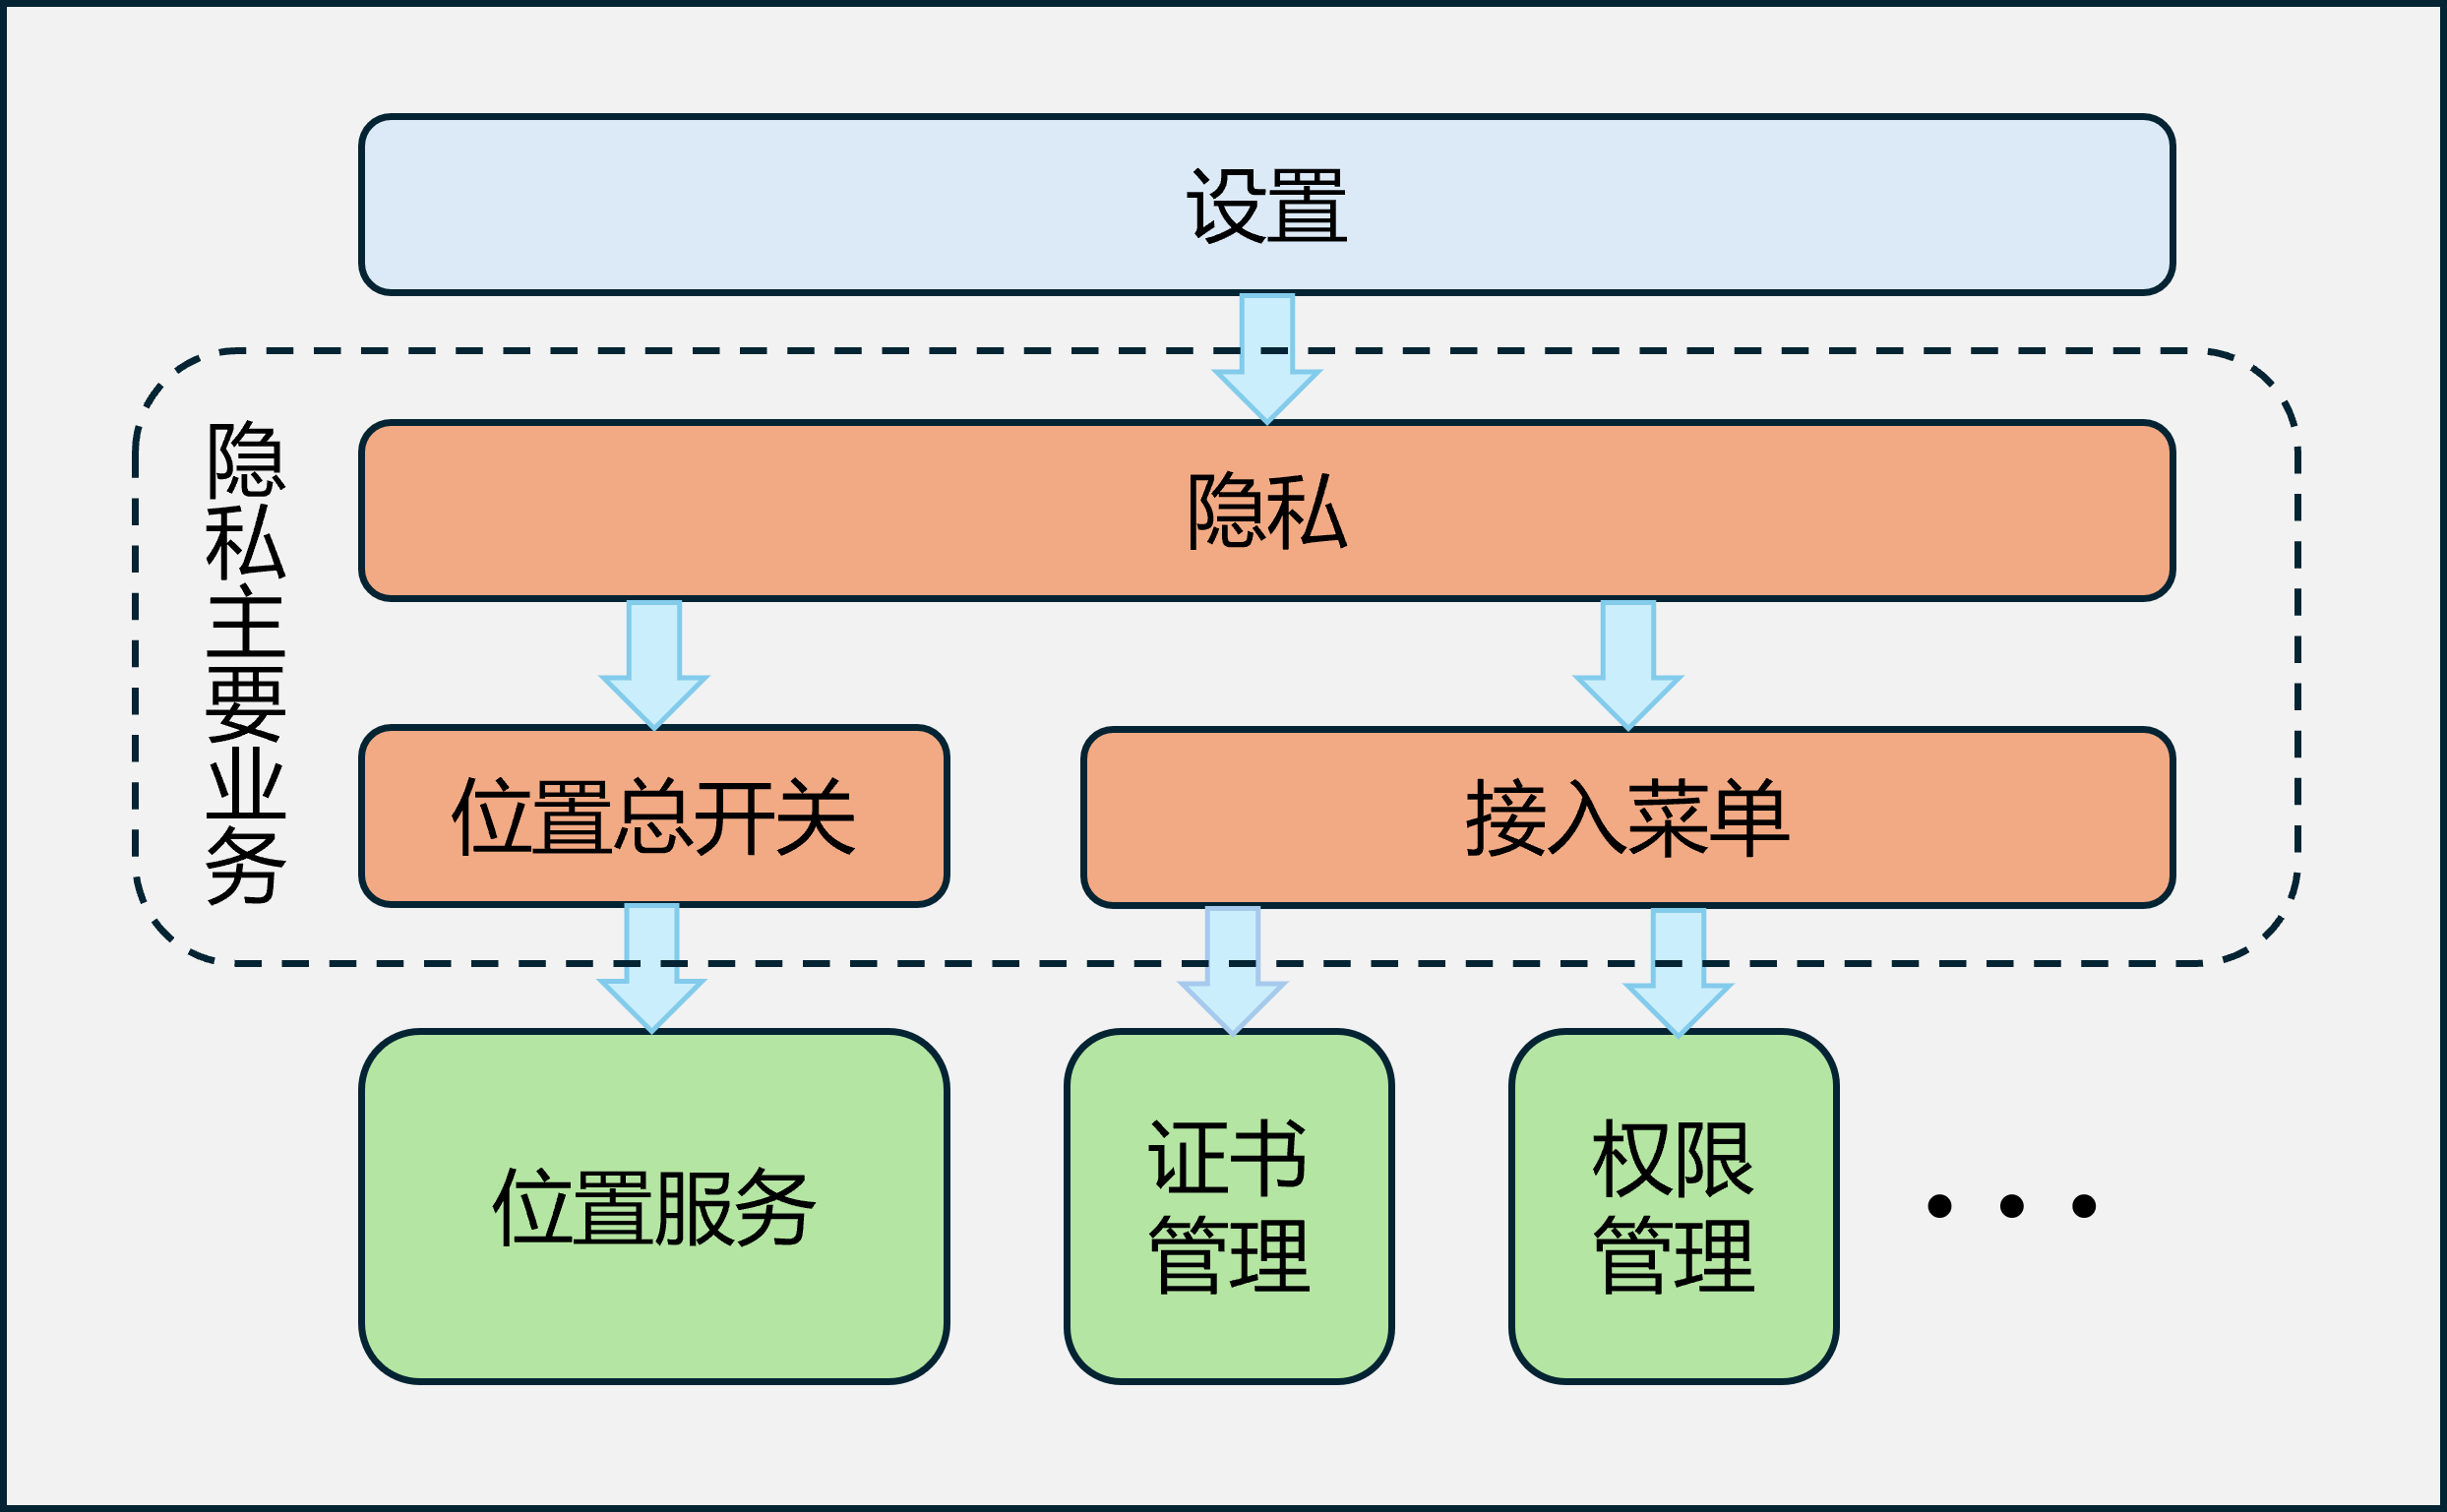 设置
隐私主要业务
隐私
位置总开关
接入菜单
位置服务
证书
管理
权限
管理